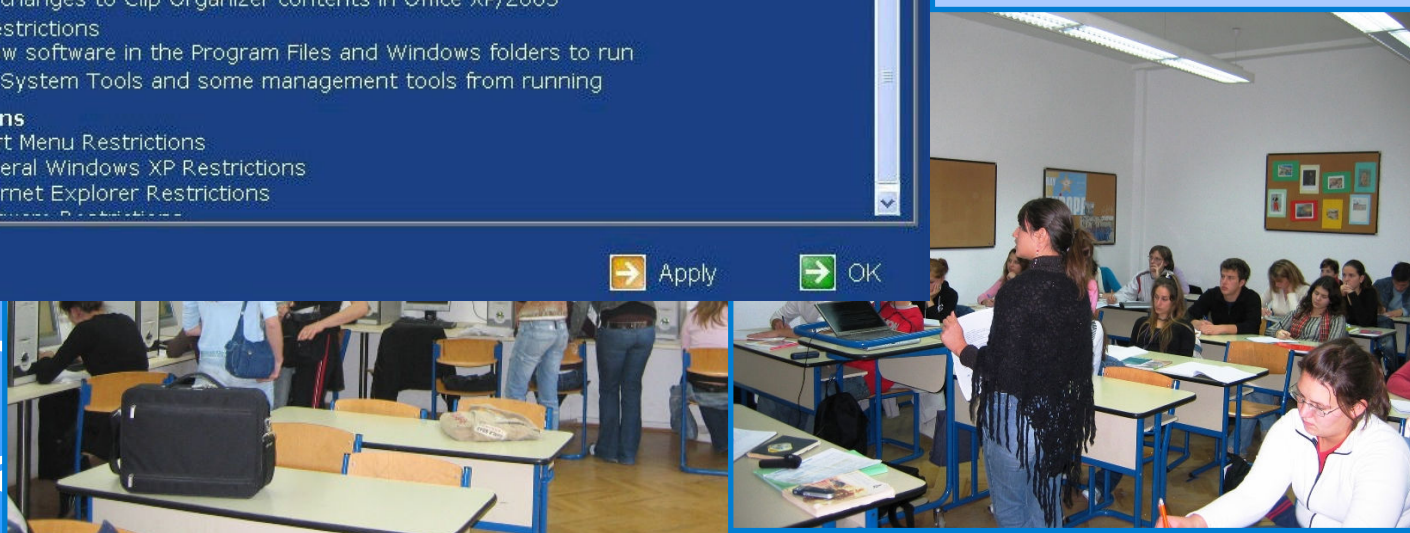 changes to Clip Organizer contents in Office XP/2003
estrictions
w software in the Program Files and Windows folders to run
System Tools and some management tools from running
ns
rt Menu Restrictions
eral Windows XP Restrictions
rnet Explorer Restrictions
Apply
OK